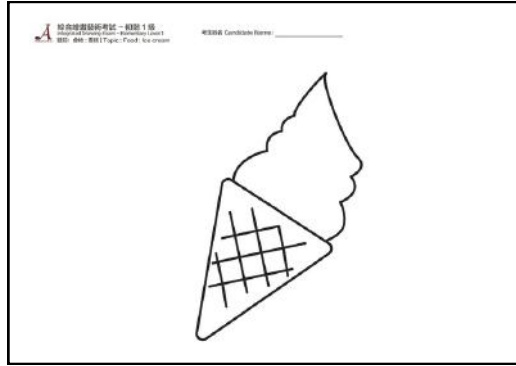 綜合繪畫藝術考試 – 初階 1 級
Integrated Drawing Exam – Elementary Level 1
題目: 食物 : 雪糕 | Topic: Food: Ice-cream
考生姓名 Candidate Name: